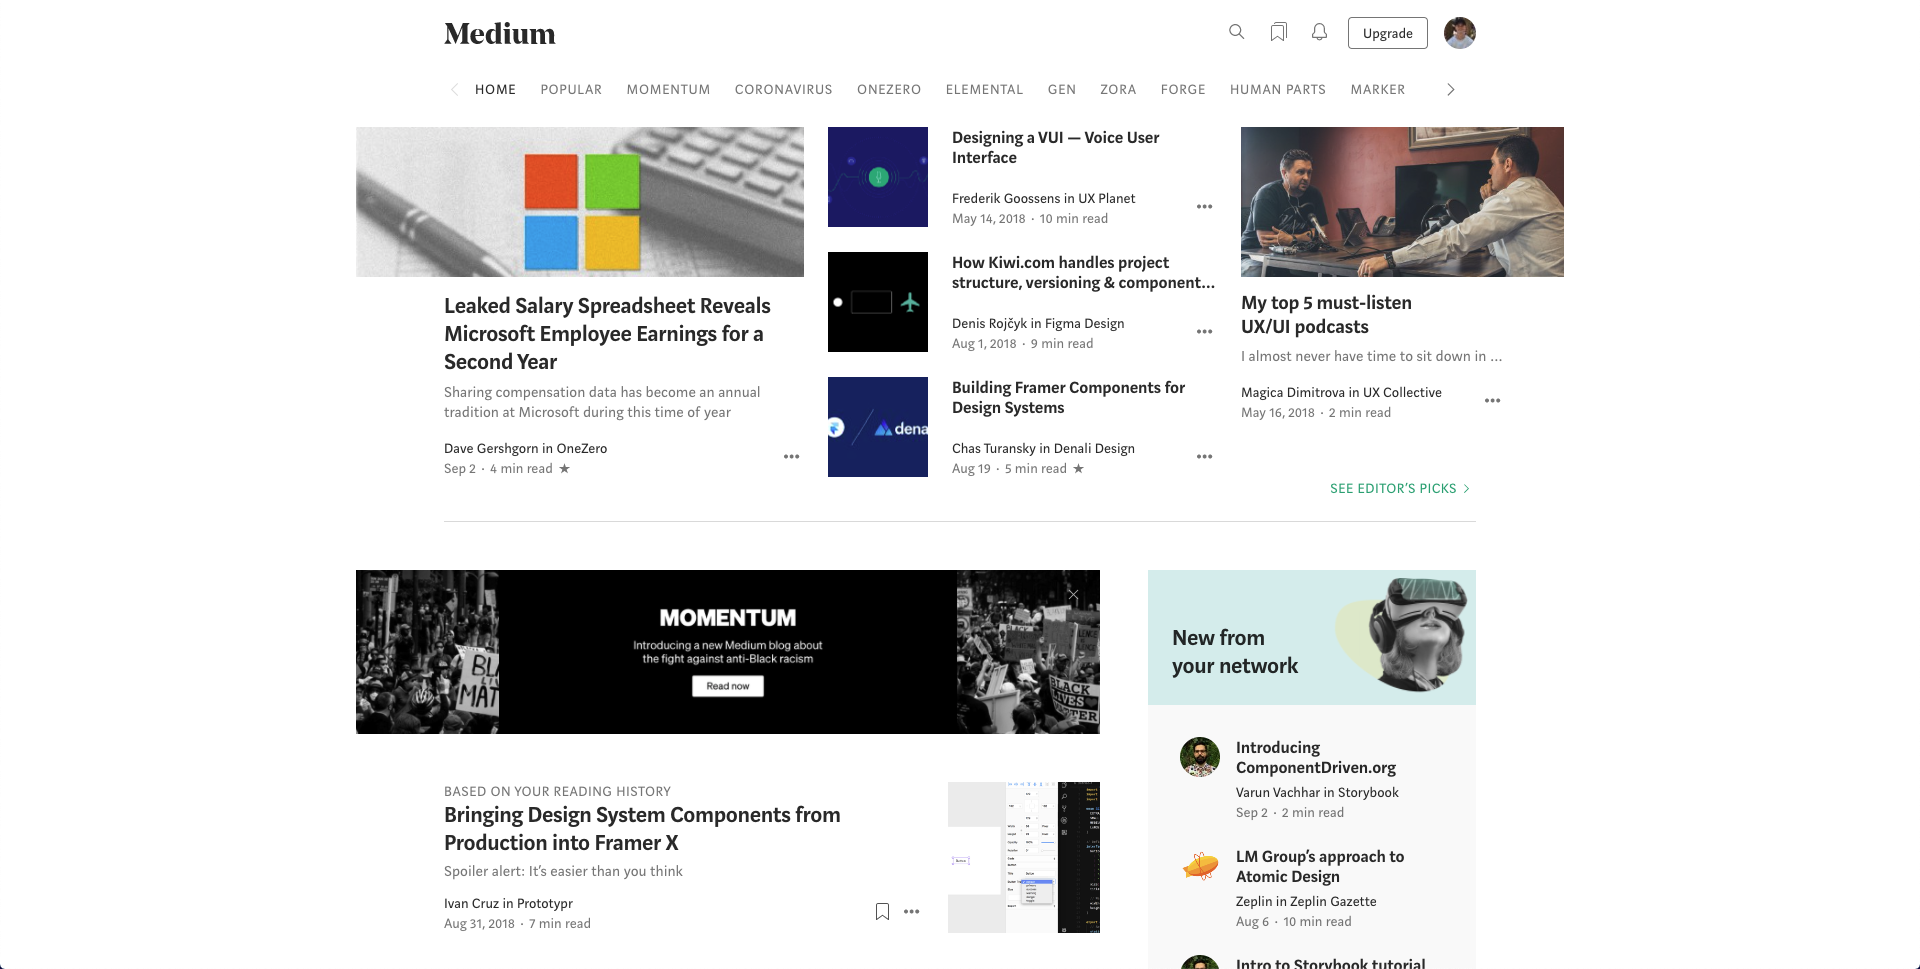 Medium
Upgrade
HOME
POPULAR
MOMENTUM
CORONAVIRUS
ONEZERO
ELEMENTAL
GEN
ZORA
FORGE
HUMAN PARTS
MARKER
Leaked Salary Spreadsheet Reveals
Microsoft Employee Earnings for a
Second Year
Sharing compensation data has become an annual
tradition at Microsoft during this time of year
Dave Gershgorn in OneZero
Sep 2 · 4 min read ★
Designing a VUI — Voice User
Interface
Frederik Goossens in UX Planet
May 14, 2018 · 10 min read
How Kiwi.com handles project
structure, versioning & component...
Denis Rojčyk in Figma Design
Aug 1, 2018 · 9 min read
dena
Building Framer Components for
Design Systems
Chas Turansky in Denali Design
Aug 19 · 5 min read ★
My top 5 must-listen
UX/UI podcasts
I almost never have time to sit down in ...
Magica Dimitrova in UX Collective
May 16, 2018 · 2 min read
SEE EDITOR'S PICKS
BL
MAT
MOMENTUM
Introducing a new Medium blog about
the fight against anti-Black racism
Read now
BLACK
LIVES
MATTER
BASED ON YOUR READING HISTORY
Bringing Design System Components from
Production into Framer X
Spoiler alert: It's easier than you think
Ivan Cruz in Prototypr
Aug 31, 2018 · 7 min read
New from
your network
Introducing
ComponentDriven.org
Varun Vachhar in Storybook
Sep 2 · 2 min read
LM Group's approach to
Atomic Design
Zeplin in Zeplin Gazette
Aug 6 · 10 min read
Intro to Storybook tutorial